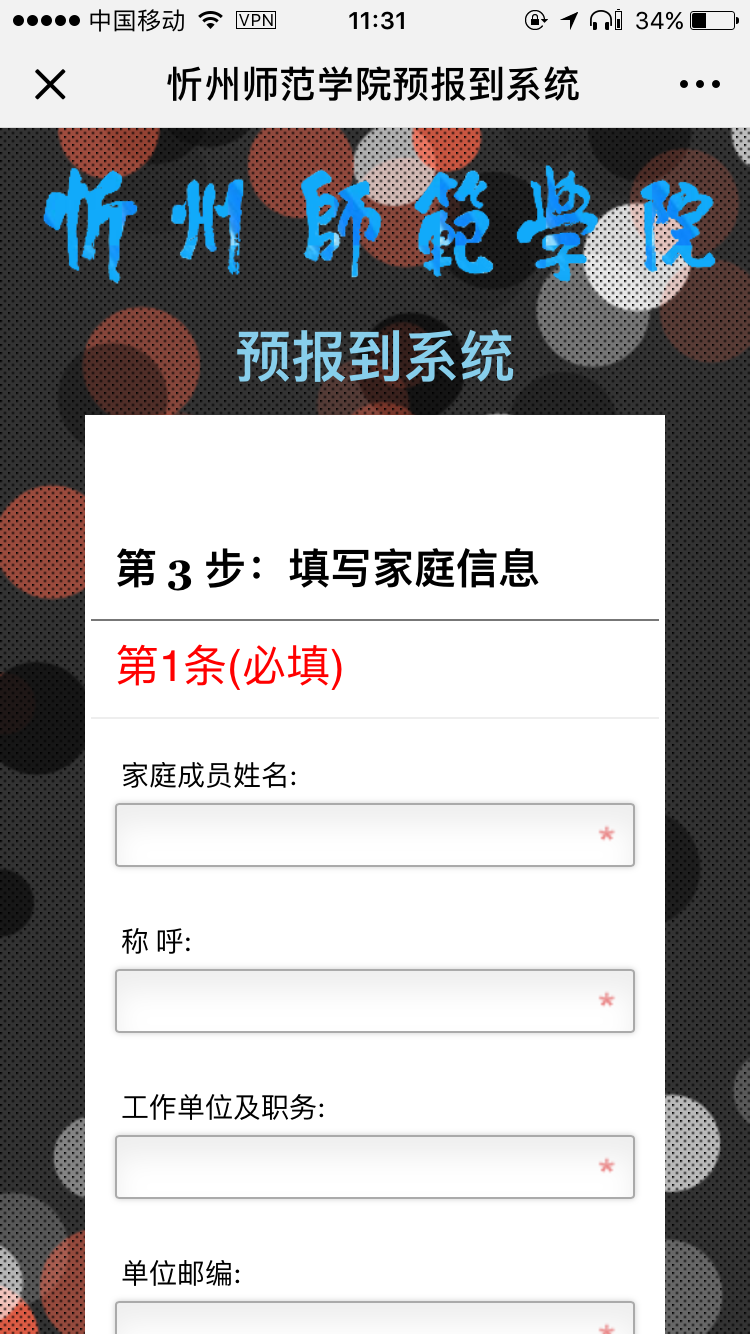 中国移动 VPN 11:31 34%
忻州师范学院预报到系统
忻州師範學院
预报到系统
第 3 步：填写家庭信息
第1条(必填)
家庭成员姓名:
*
称 呼:
*
工作单位及职务:
*
单位邮编:
*